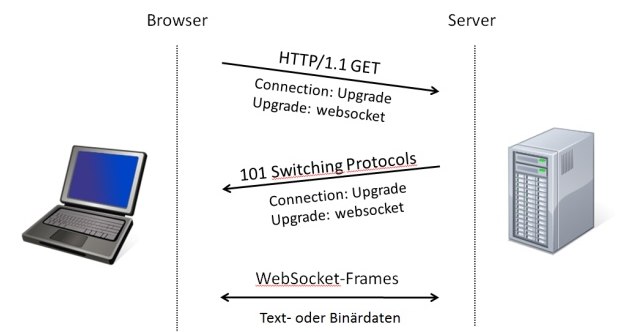 Browser
Server
HTTP/1.1 GET
Connection: Upgrade
Upgrade: websocket
101 Switching Protocols
Connection: Upgrade
Upgrade: websocket
WebSocket-Frames
Text- oder Binärdaten